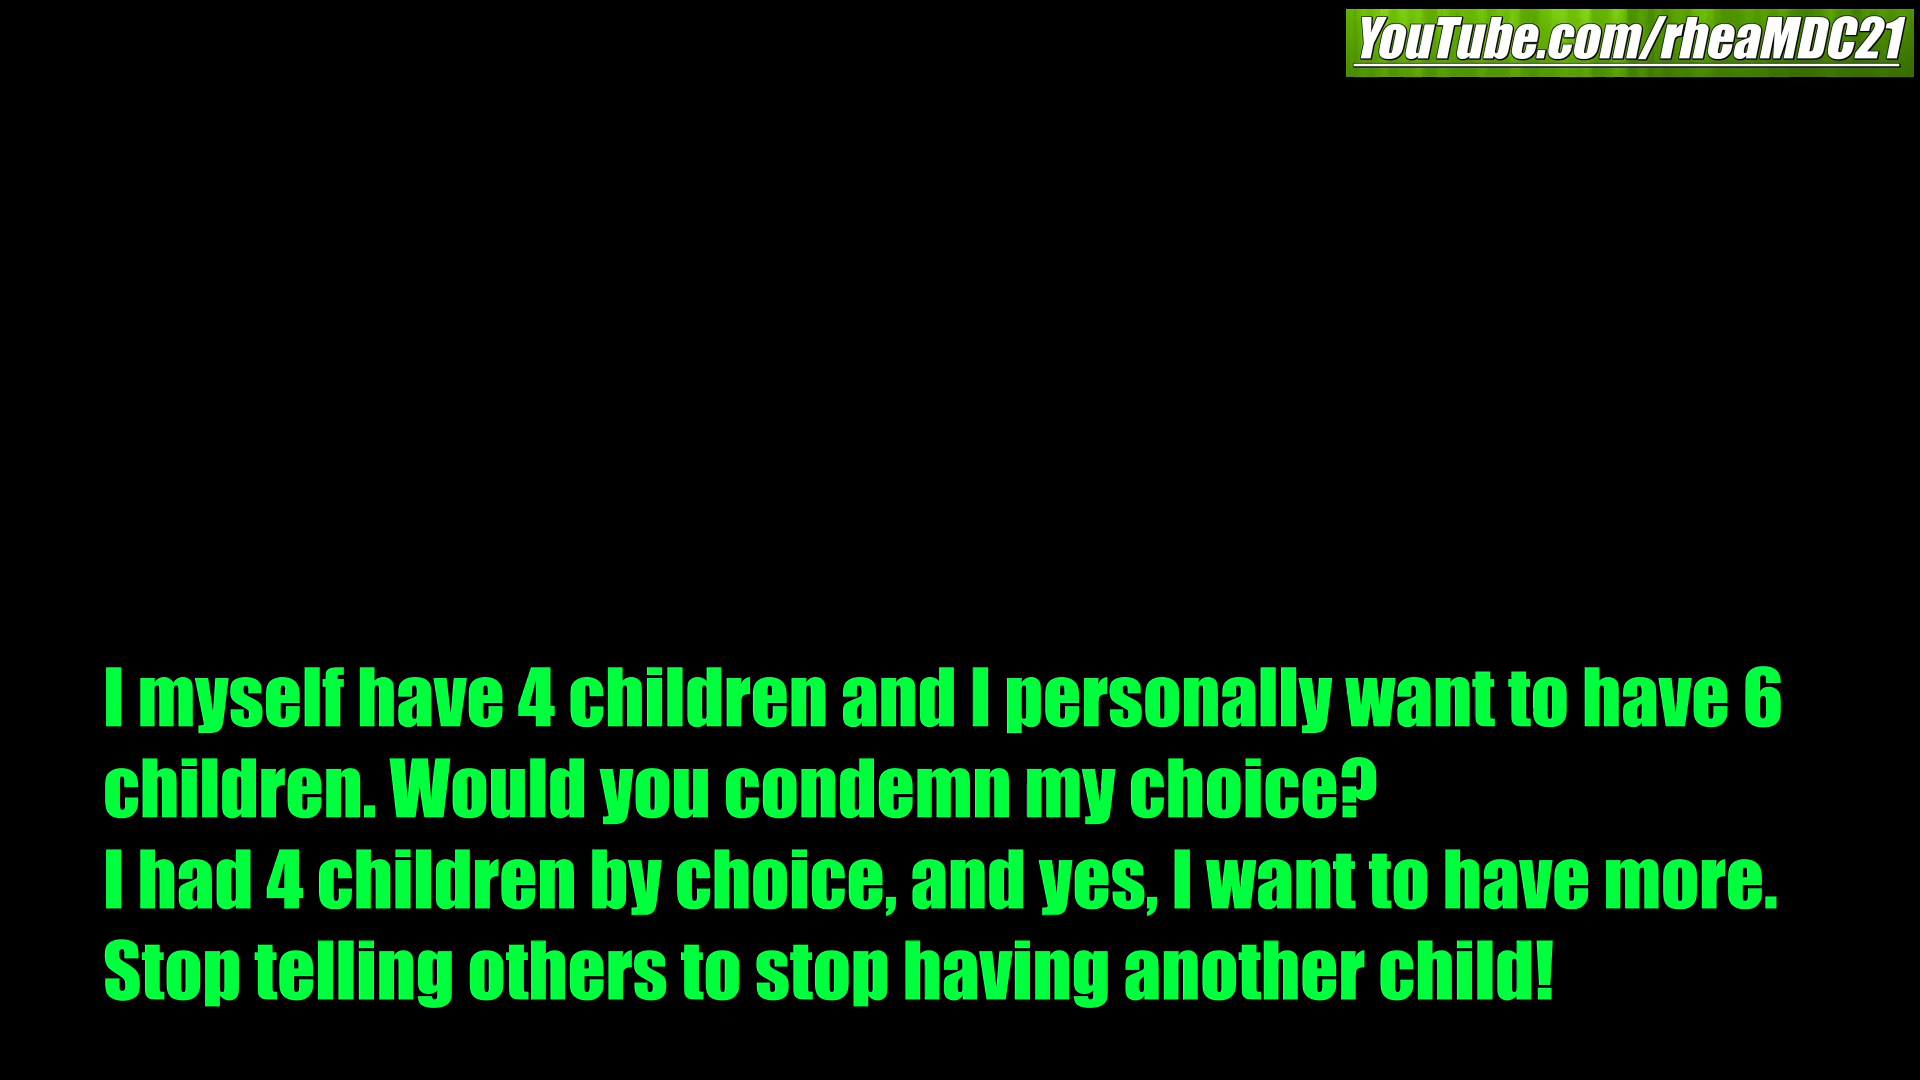 YouTube.com/rheaMDC21
I myself have 4 children and I personally want to have 6
children. Would you condemn my choice?
I had 4 children by choice, and yes, I want to have more.
Stop telling others to stop having another child!